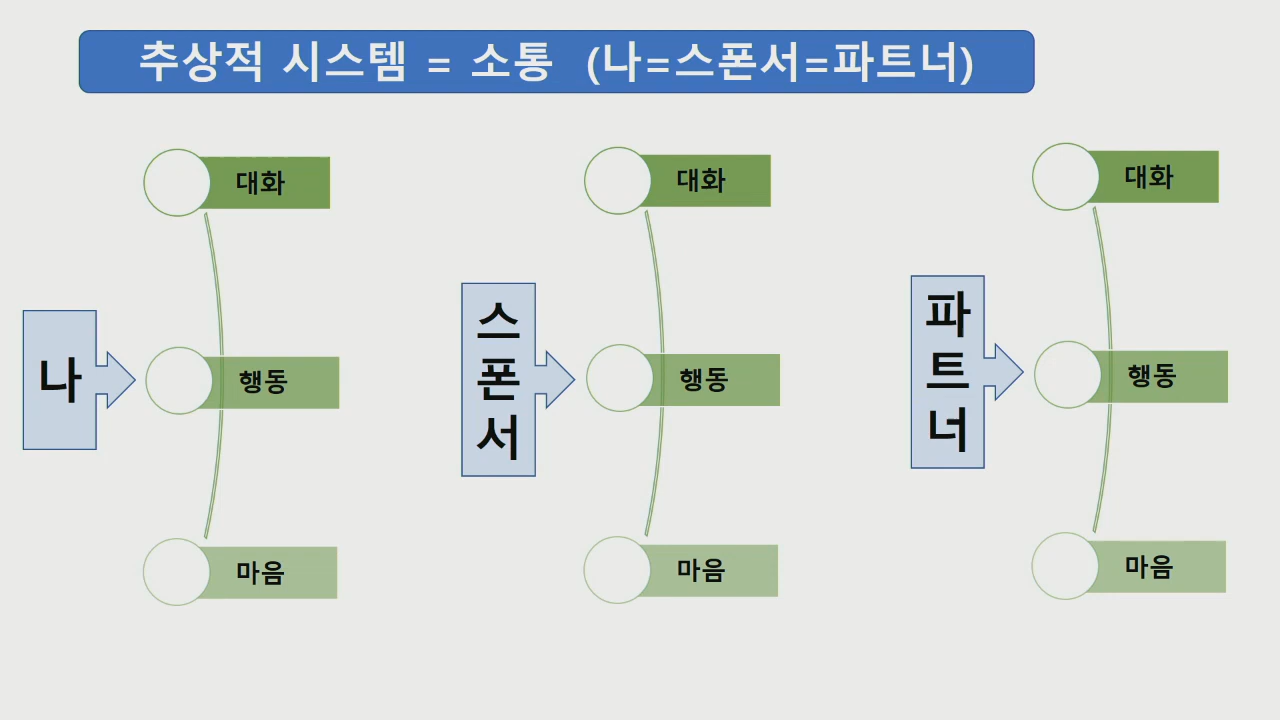 추상적 시스템 = 소통 (나=스폰서=파트너)
나
대화
행동
마음
스
폰
서
대화
행동
마음
파
트
너
대화
행동
마음